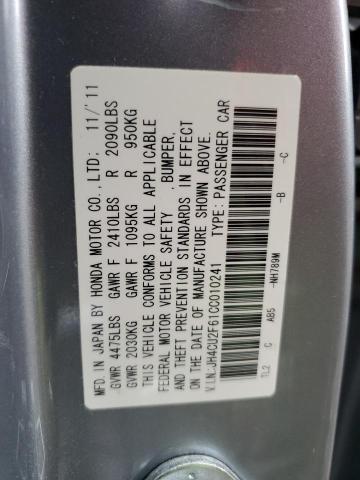 MFD. IN JAPAN BY HONDA MOTOR CO., LTD: 11/'11
GVWR 4475LBS GAWR F 2410LBS R 2090LBS
GVWR 2030KG GAWR F 1095KG R 950KG
THIS VEHICLE CONFORMS TO ALL APPLICABLE
FEDERAL MOTOR VEHICLE SAFETY ,BUMPER,
AND THEFT PREVENTION STANDARDS IN EFFECT
ON THE DATE OF MANUFACTURE SHOWN ABOVE.
V.I.N.:JH4CU2F61CC010241 TYPE: PASSENGER CAR
-NH789M -B -C
TL2 C AB5